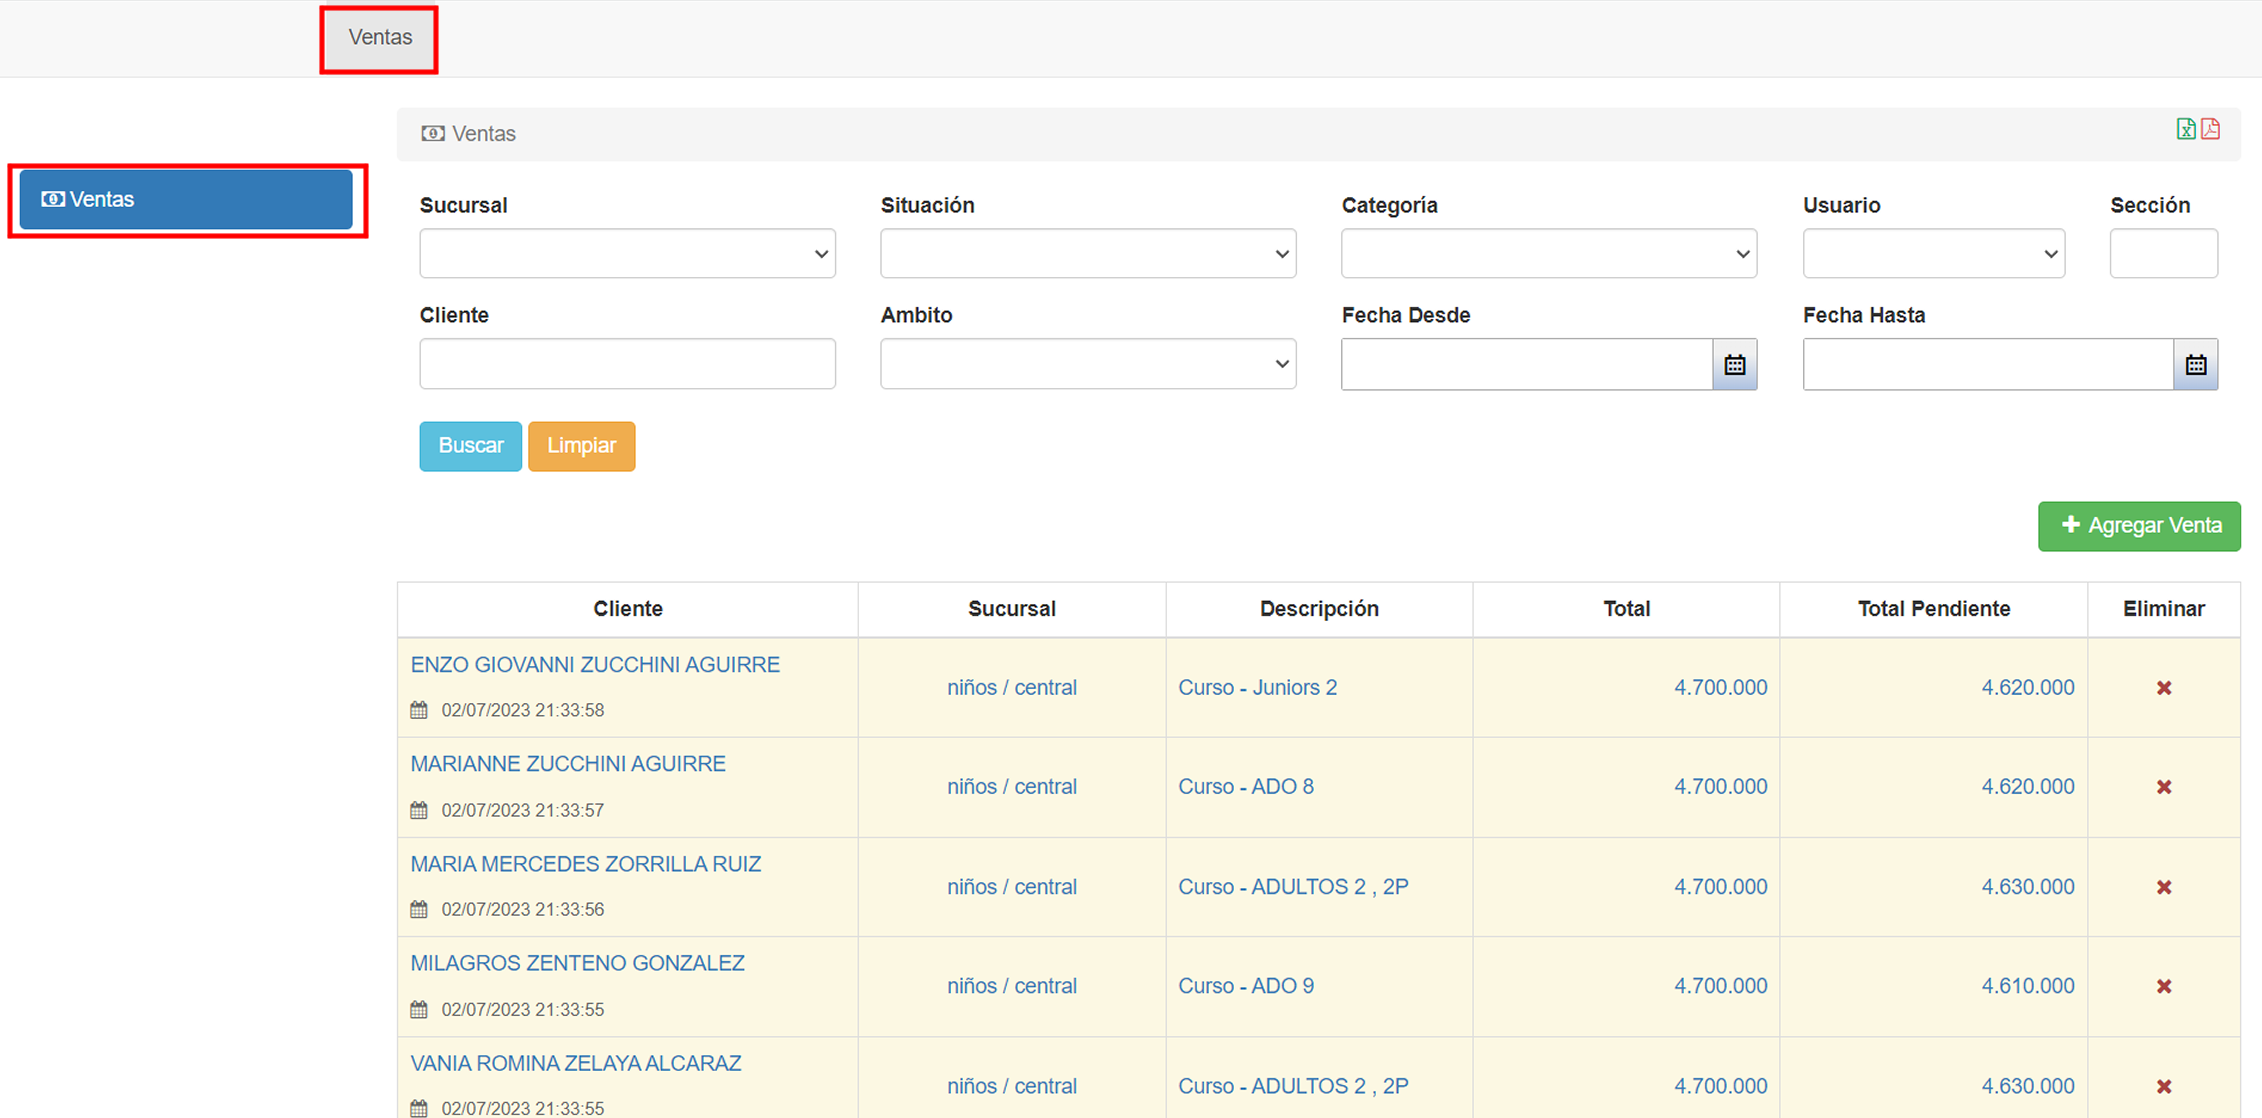 Ventas
Ventas
Ventas
Sucursal Situación Categoría Usuario Sección
Cliente Ambito Fecha Desde Fecha Hasta
Buscar Limpiar
Agregar Venta
Cliente Sucursal Descripción Total Total Pendiente Eliminar
ENZO GIOVANNI ZUCCHINI AGUIRRE
niños / central Curso - Juniors 2 4.700.000 4.620.000
02/07/2023 21:33:58
MARIANNE ZUCCHINI AGUIRRE
niños / central Curso - ADO 8 4.700.000 4.620.000
02/07/2023 21:33:57
MARIA MERCEDES ZORRILLA RUIZ
niños / central Curso - ADULTOS 2 , 2P 4.700.000 4.630.000
02/07/2023 21:33:56
MILAGROS ZENTENO GONZALEZ
niños / central Curso - ADO 9 4.700.000 4.610.000
02/07/2023 21:33:55
VANIA ROMINA ZELAYA ALCARAZ
niños / central Curso - ADULTOS 2 , 2P 4.700.000 4.630.000
02/07/2023 21:33:55